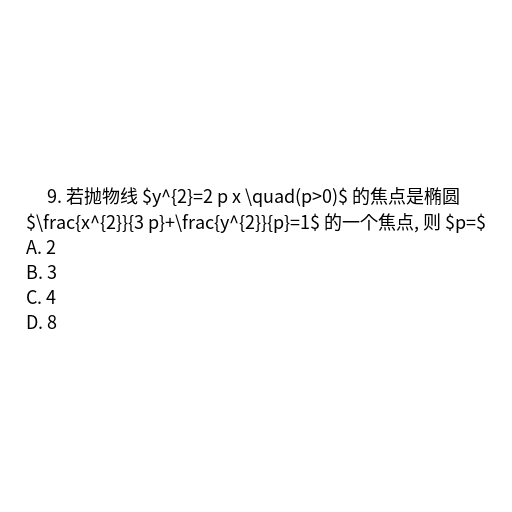 9. 若抛物线 $y^{2}=2 p x \quad(p>0)$ 的焦点是椭圆
$\frac{x^{2}}{3 p}+\frac{y^{2}}{p}=1$ 的一个焦点, 则 $p=$
A. 2
B. 3
C. 4
D. 8